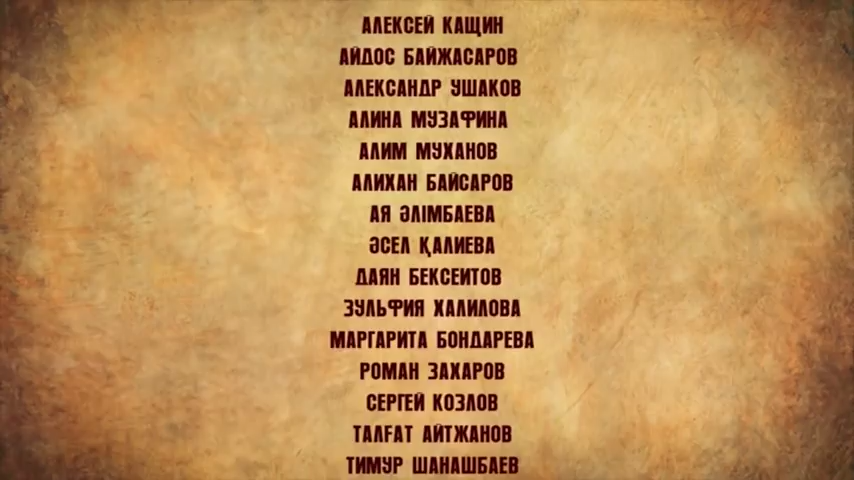 АЛЕКСЕЙ КАЩИН
АЙДОС БАЙЖАСАРОВ
АЛЕКСАНДР УШАКОВ
АЛИНА МУЗАФИНА
АЛИМ МУХАНОВ
АЛИХАН БАЙСАРОВ
АЯ ӘЛІМБАЕВА
ӘСЕЛ ҚАЛИЕВА
ДАЯН БЕКСЕИТОВ
ЗУЛЬФИЯ ХАЛИЛОВА
МАРГАРИТА БОНДАРЕВА
РОМАН ЗАХАРОВ
СЕРГЕЙ КОЗЛОВ
ТАЛҒАТ АЙТЖАНОВ
ТИМУР ШАНАШБАЕВ